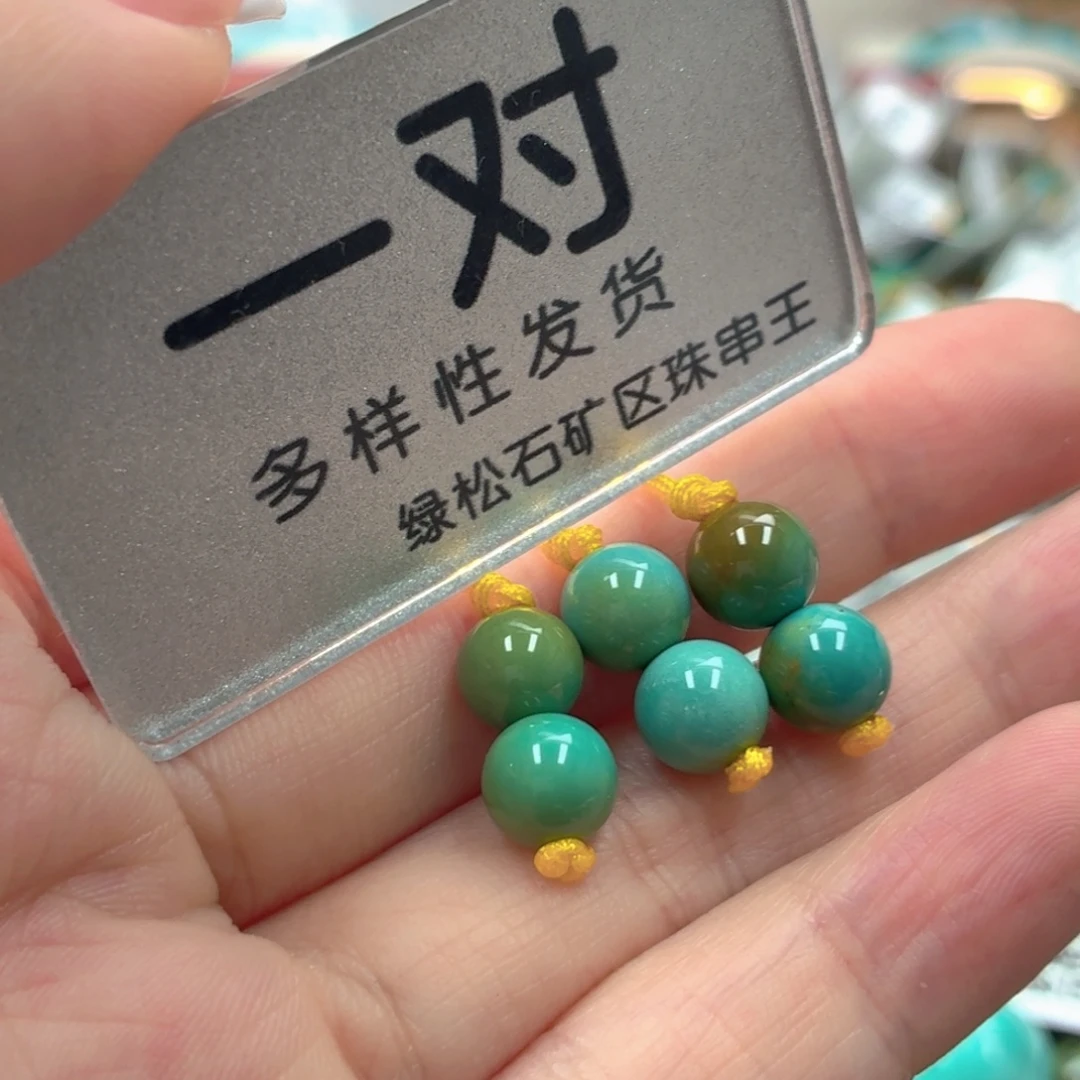 一对
多样性发货
绿松石矿区珠串王